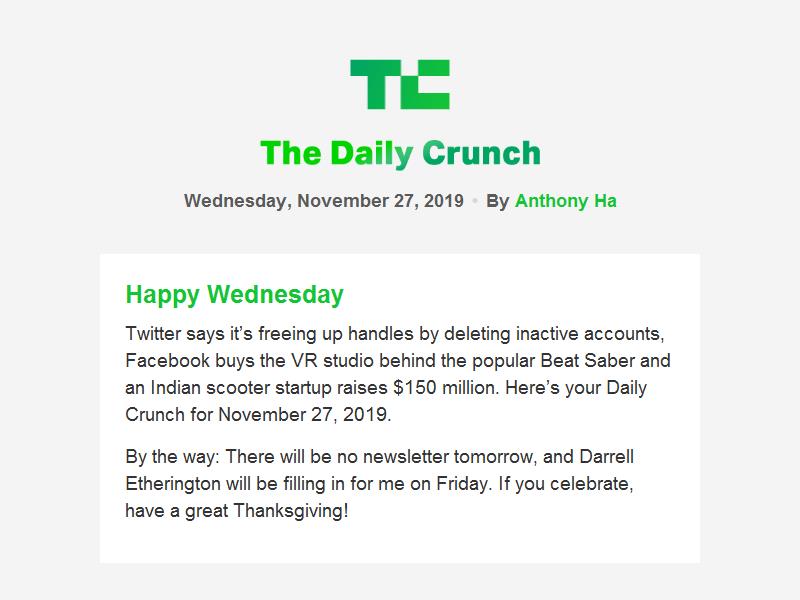 TC
The Daily Crunch
Wednesday, November 27, 2019 • By Anthony Ha
Happy Wednesday
Twitter says it’s freeing up handles by deleting inactive accounts,
Facebook buys the VR studio behind the popular Beat Saber and
an Indian scooter startup raises $150 million. Here’s your Daily
Crunch for November 27, 2019.
By the way: There will be no newsletter tomorrow, and Darrell
Etherington will be filling in for me on Friday. If you celebrate,
have a great Thanksgiving!